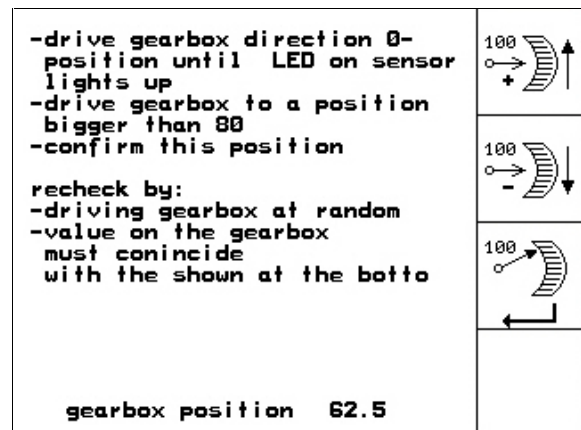 -drive gearbox direction 0-
position until LED on sensor
lights up
-drive gearbox to a position
bigger than 80
-confirm this position
recheck by:
-driving gearbox at random
-value on the gearbox
must conincide
with the shown at the botto
gearbox position 62.5
100
+
100
-
100